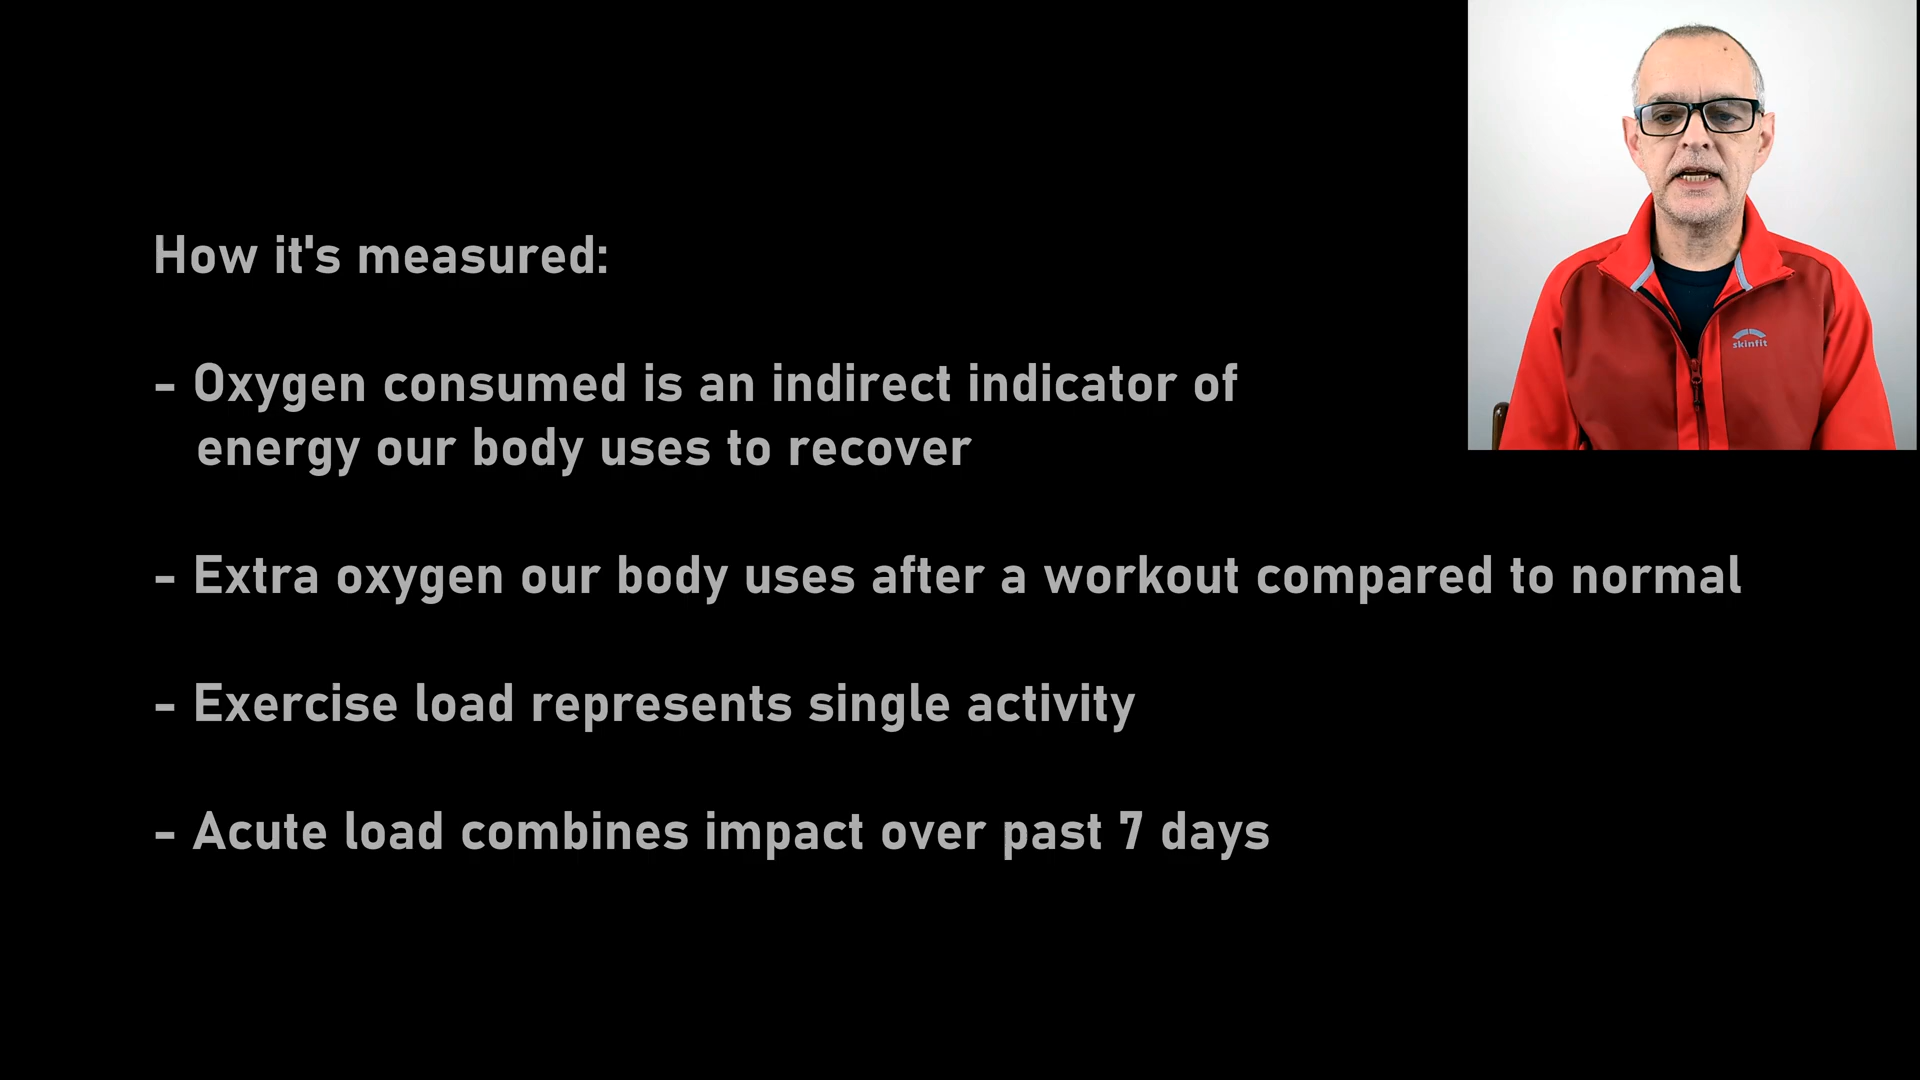 How it's measured:
- Oxygen consumed is an indirect indicator of
energy our body uses to recover
- Extra oxygen our body uses after a workout compared to normal
- Exercise load represents single activity
- Acute load combines impact over past 7 days
skinfit